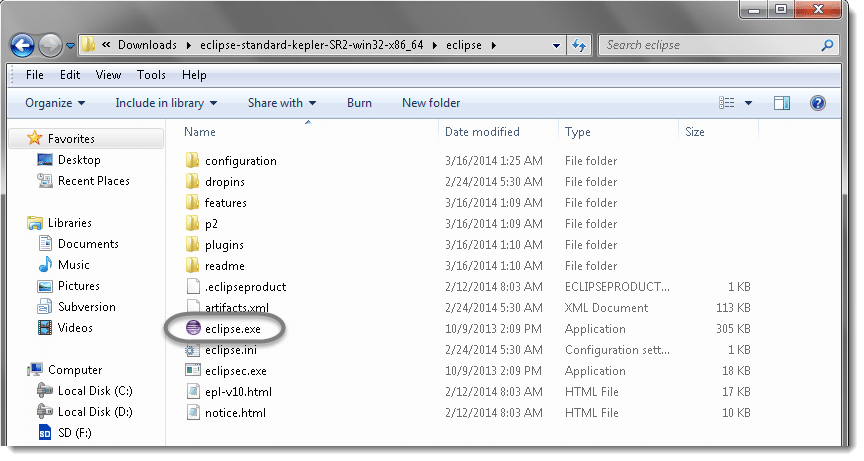 « Downloads ▸ eclipse-standard-kepler-SR2-win32-x86_64 ▸ eclipse ▸ Search eclipse
File Edit View Tools Help
Organize ▾ Include in library ▾ Share with ▾ Burn New folder
Name Date modified Type Size
Favorites
Desktop
Recent Places
Libraries
Documents
Music
Pictures
Subversion
Videos
Computer
Local Disk (C:)
Local Disk (D:)
SD (F:)
configuration 3/16/2014 1:25 AM File folder
dropins 2/24/2014 5:30 AM File folder
features 3/16/2014 1:09 AM File folder
p2 3/16/2014 1:09 AM File folder
plugins 3/16/2014 1:10 AM File folder
readme 3/16/2014 1:10 AM File folder
.eclipseproduct 2/12/2014 8:03 AM ECLIPSEPRODUCT... 1 KB
artifacts.xml 2/24/2014 5:30 AM XML Document 113 KB
eclipse.exe 10/9/2013 2:09 PM Application 305 KB
eclipse.ini 2/24/2014 5:30 AM Configuration sett... 1 KB
eclipsec.exe 10/9/2013 2:09 PM Application 18 KB
epl-v10.html 2/12/2014 8:03 AM HTML File 17 KB
notice.html 2/12/2014 8:03 AM HTML File 10 KB